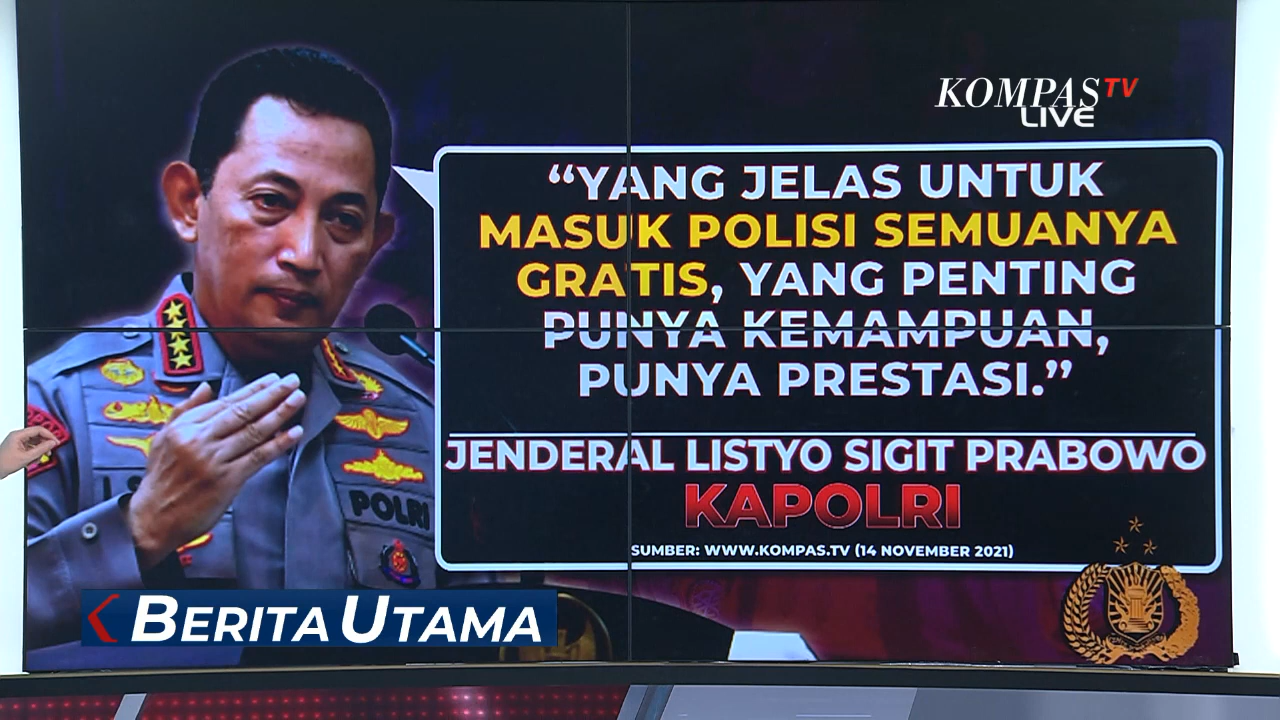 KOMPASTV
LIVE
“YANG JELAS UNTUK
MASUK POLISI SEMUANYA
GRATIS, YANG PENTING
PUNYA KEMAMPUAN,
PUNYA PRESTASI.”
JENDERAL LISTYO SIGIT PRABOWO
KAPOLRI
SUMBER: WWW.KOMPAS.TV (14 NOVEMBER 2021)
POLRI
BERITA UTAMA